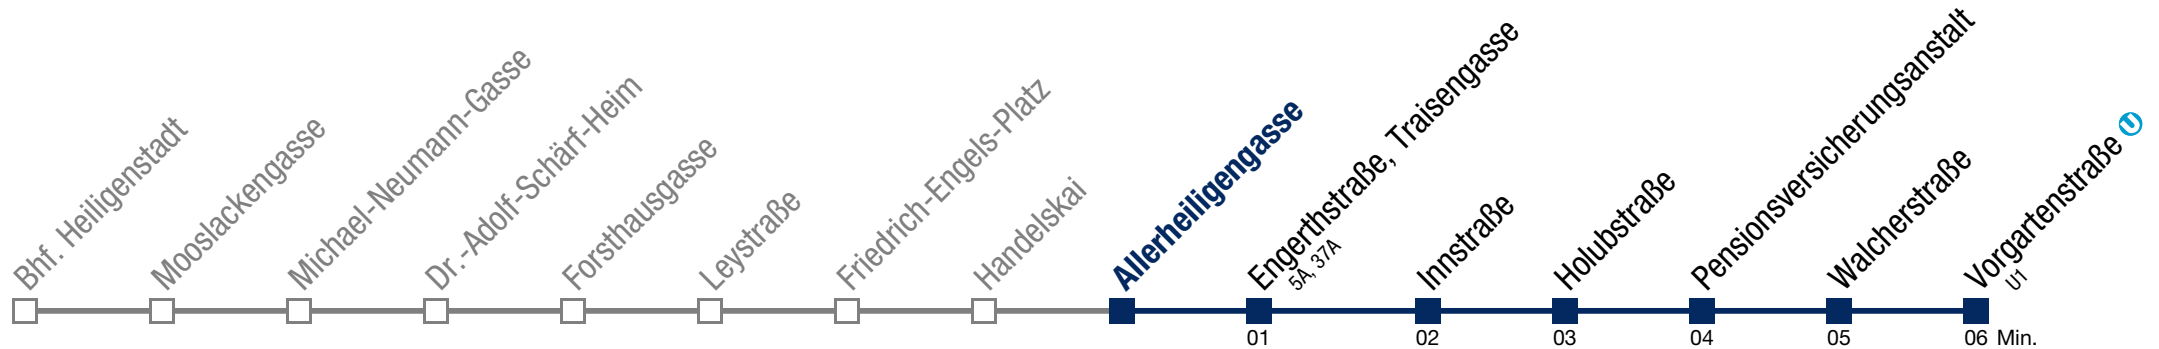 Bhf. Heiligenstadt
Mooslackengasse
Michael-Neumann-Gasse
Dr.-Adolf-Schärf-Heim
Forsthausgasse
Leystraße
Friedrich-Engels-Platz
Handelskai
Allerheiligengasse
Engerthstraße, Traisengasse
5A, 37A
Innstraße
Holubstraße
Pensionsversicherungsanstalt
Walcherstraße
Vorgartenstraße U
U1
01 02 03 04 05 06 Min.